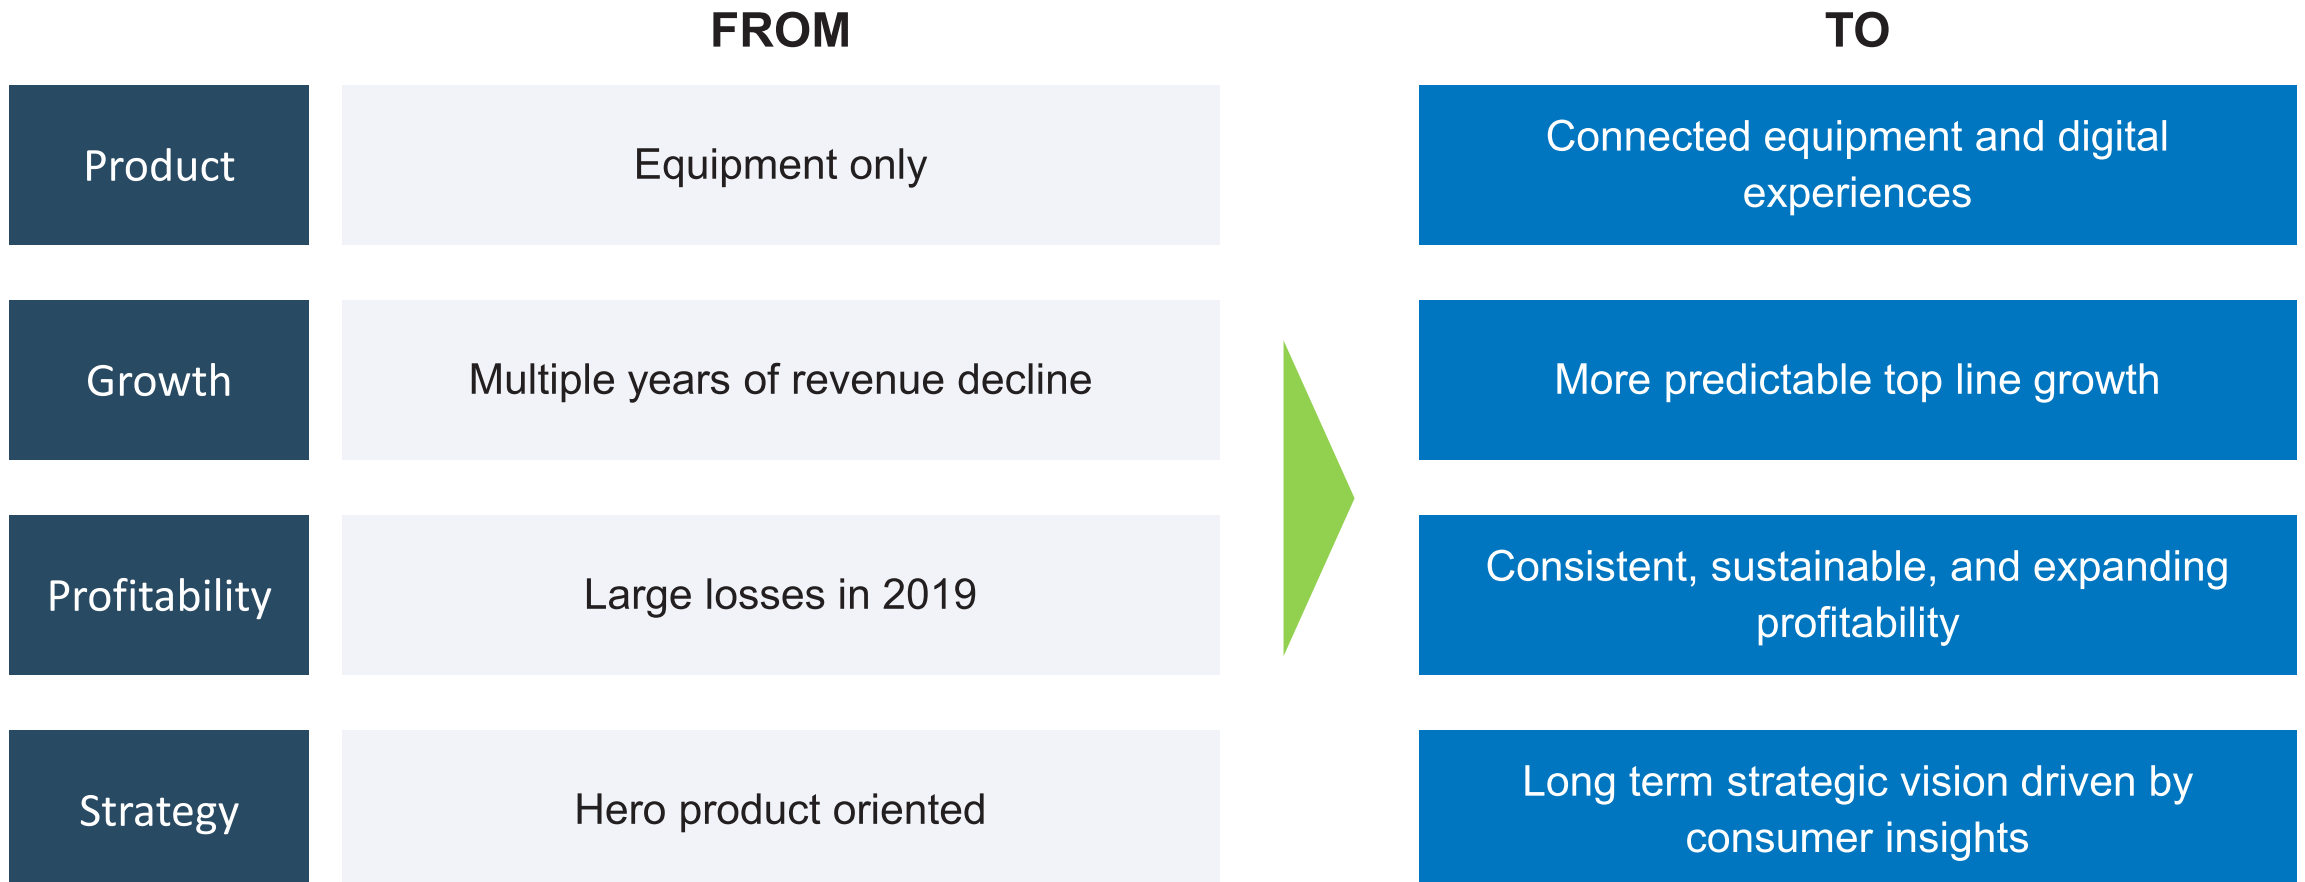 FROM
TO
Product
Equipment only
Connected equipment and digital
experiences
Growth
Multiple years of revenue decline
More predictable top line growth
Profitability
Large losses in 2019
Consistent, sustainable, and expanding
profitability
Strategy
Hero product oriented
Long term strategic vision driven by
consumer insights